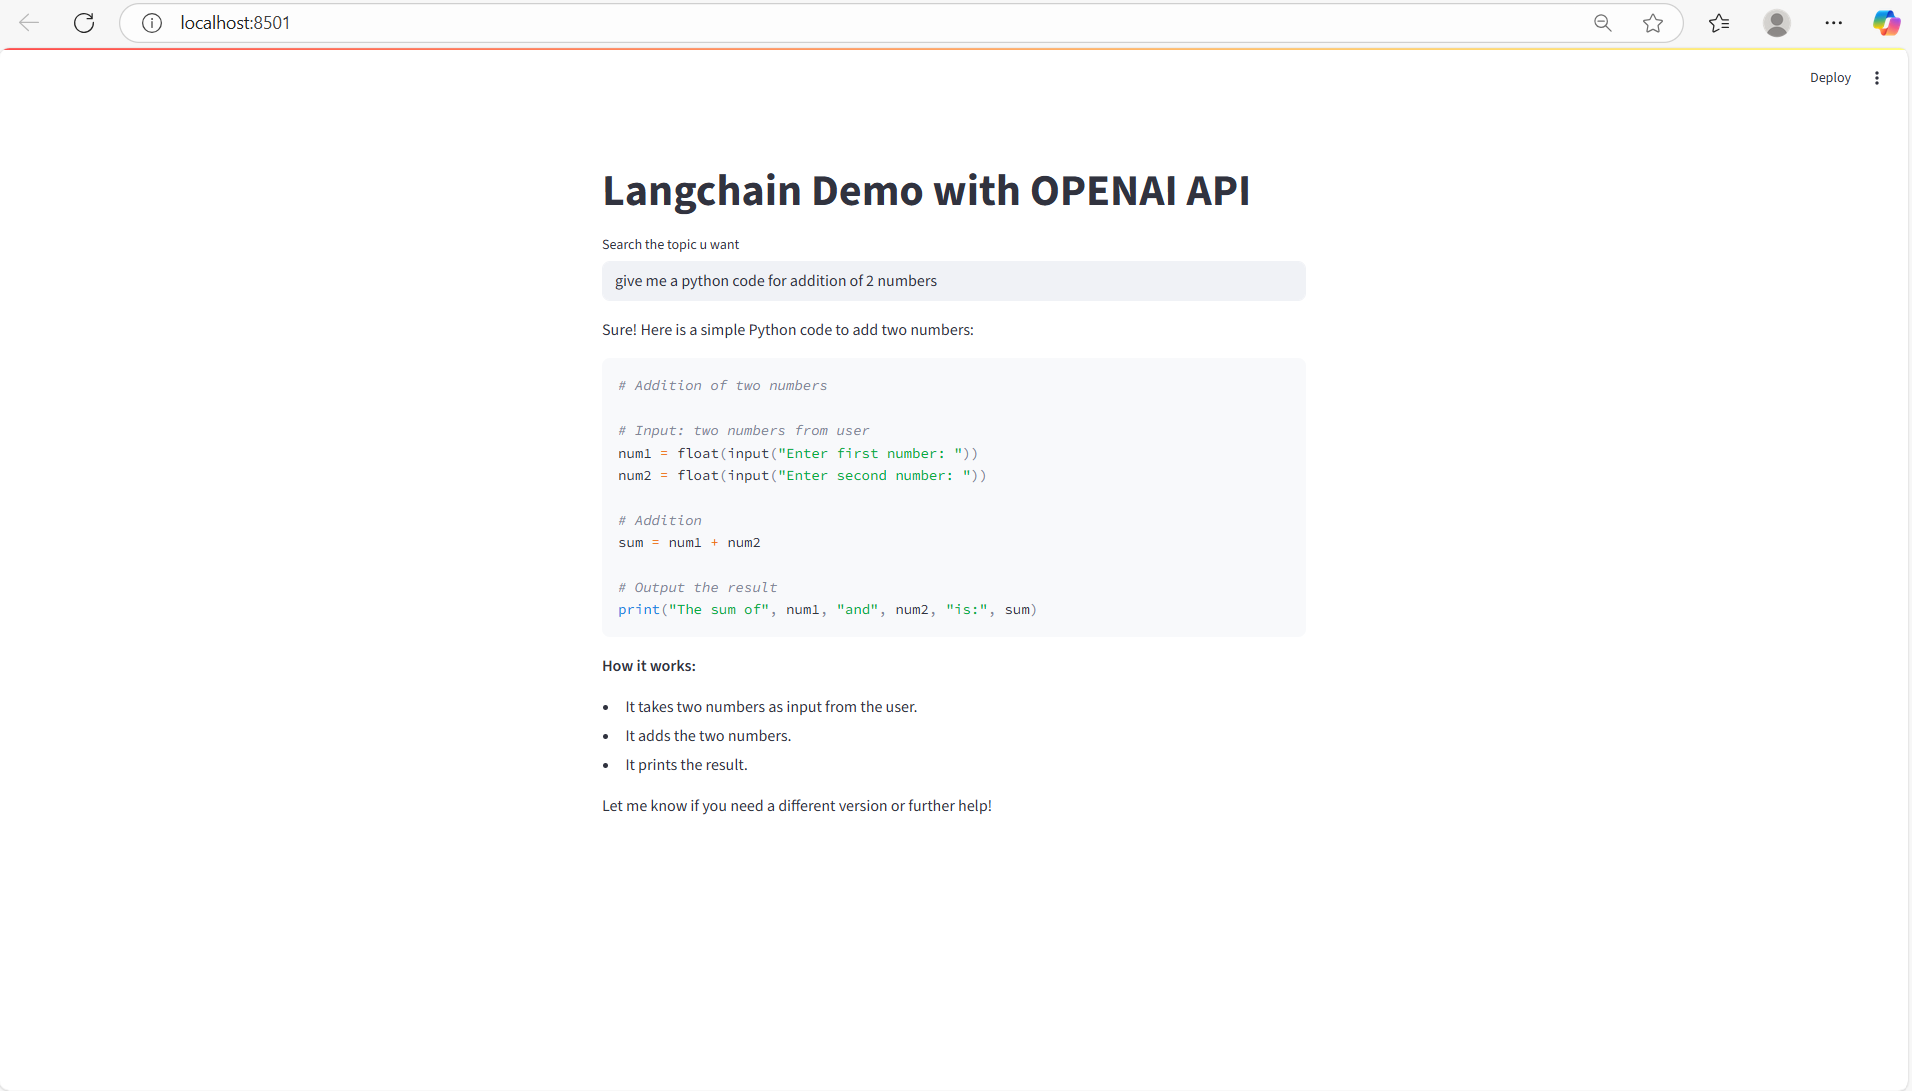 localhost:8501
Deploy
Langchain Demo with OPENAI API
Search the topic u want
give me a python code for addition of 2 numbers
Sure! Here is a simple Python code to add two numbers:
# Addition of two numbers
# Input: two numbers from user
num1 = float(input("Enter first number: "))
num2 = float(input("Enter second number: "))
# Addition
sum = num1 + num2
# Output the result
print("The sum of", num1, "and", num2, "is:", sum)
How it works:
• It takes two numbers as input from the user.
• It adds the two numbers.
• It prints the result.
Let me know if you need a different version or further help!